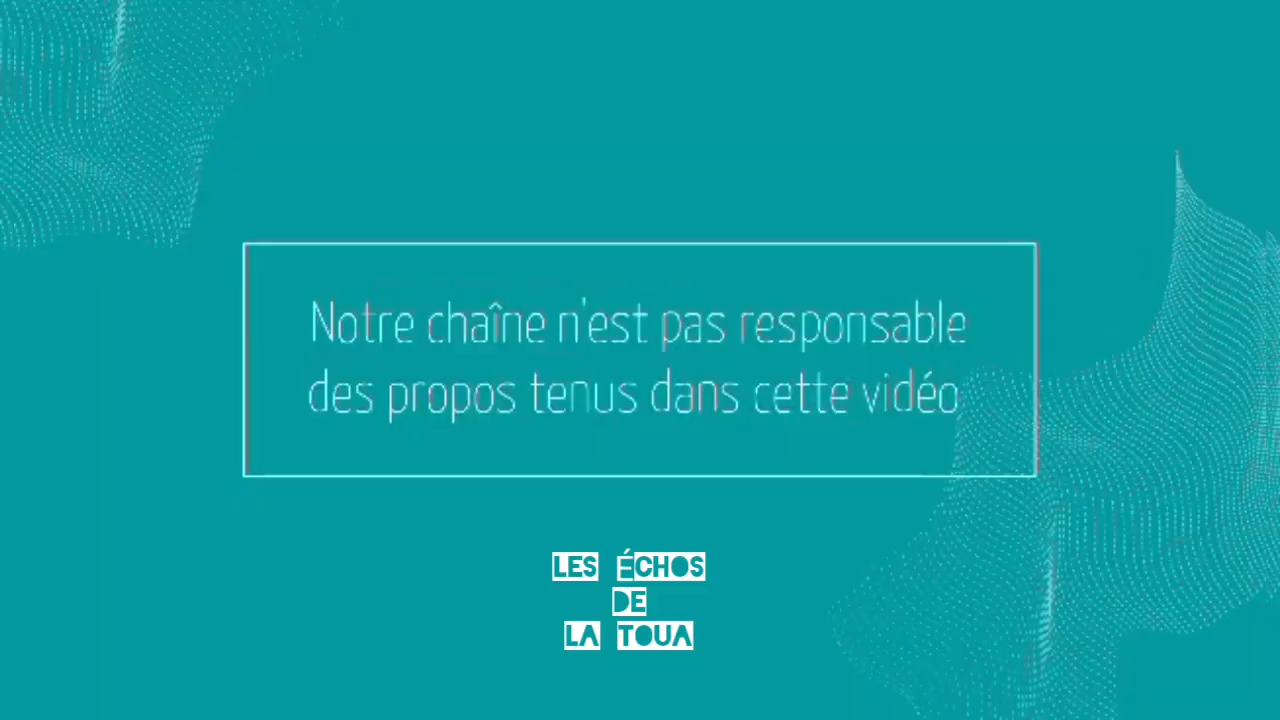 Notre chaîne n'est pas responsable
des propos tenus dans cette vidéo
LES ÉCHOS
DE
LA TOUA